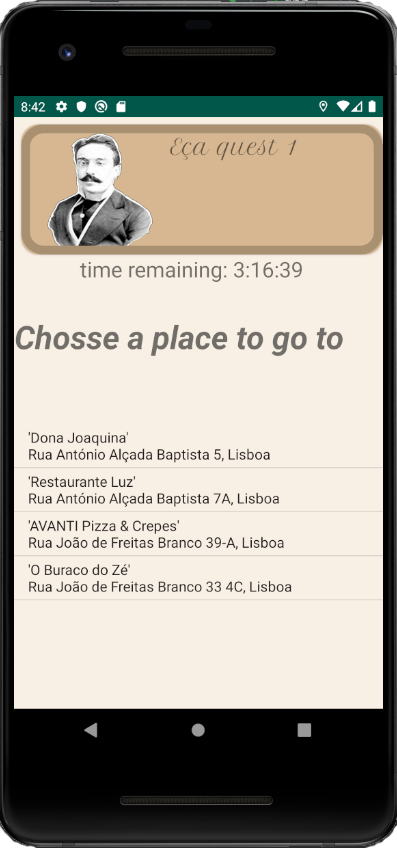 8:42
Eça quest 1
time remaining: 3:16:39
Chosse a place to go to
'Dona Joaquina'
Rua António Alçada Baptista 5, Lisboa
'Restaurante Luz'
Rua António Alçada Baptista 7A, Lisboa
'AVANTI Pizza & Crepes'
Rua João de Freitas Branco 39-A, Lisboa
'O Buraco do Zé'
Rua João de Freitas Branco 33 4C, Lisboa